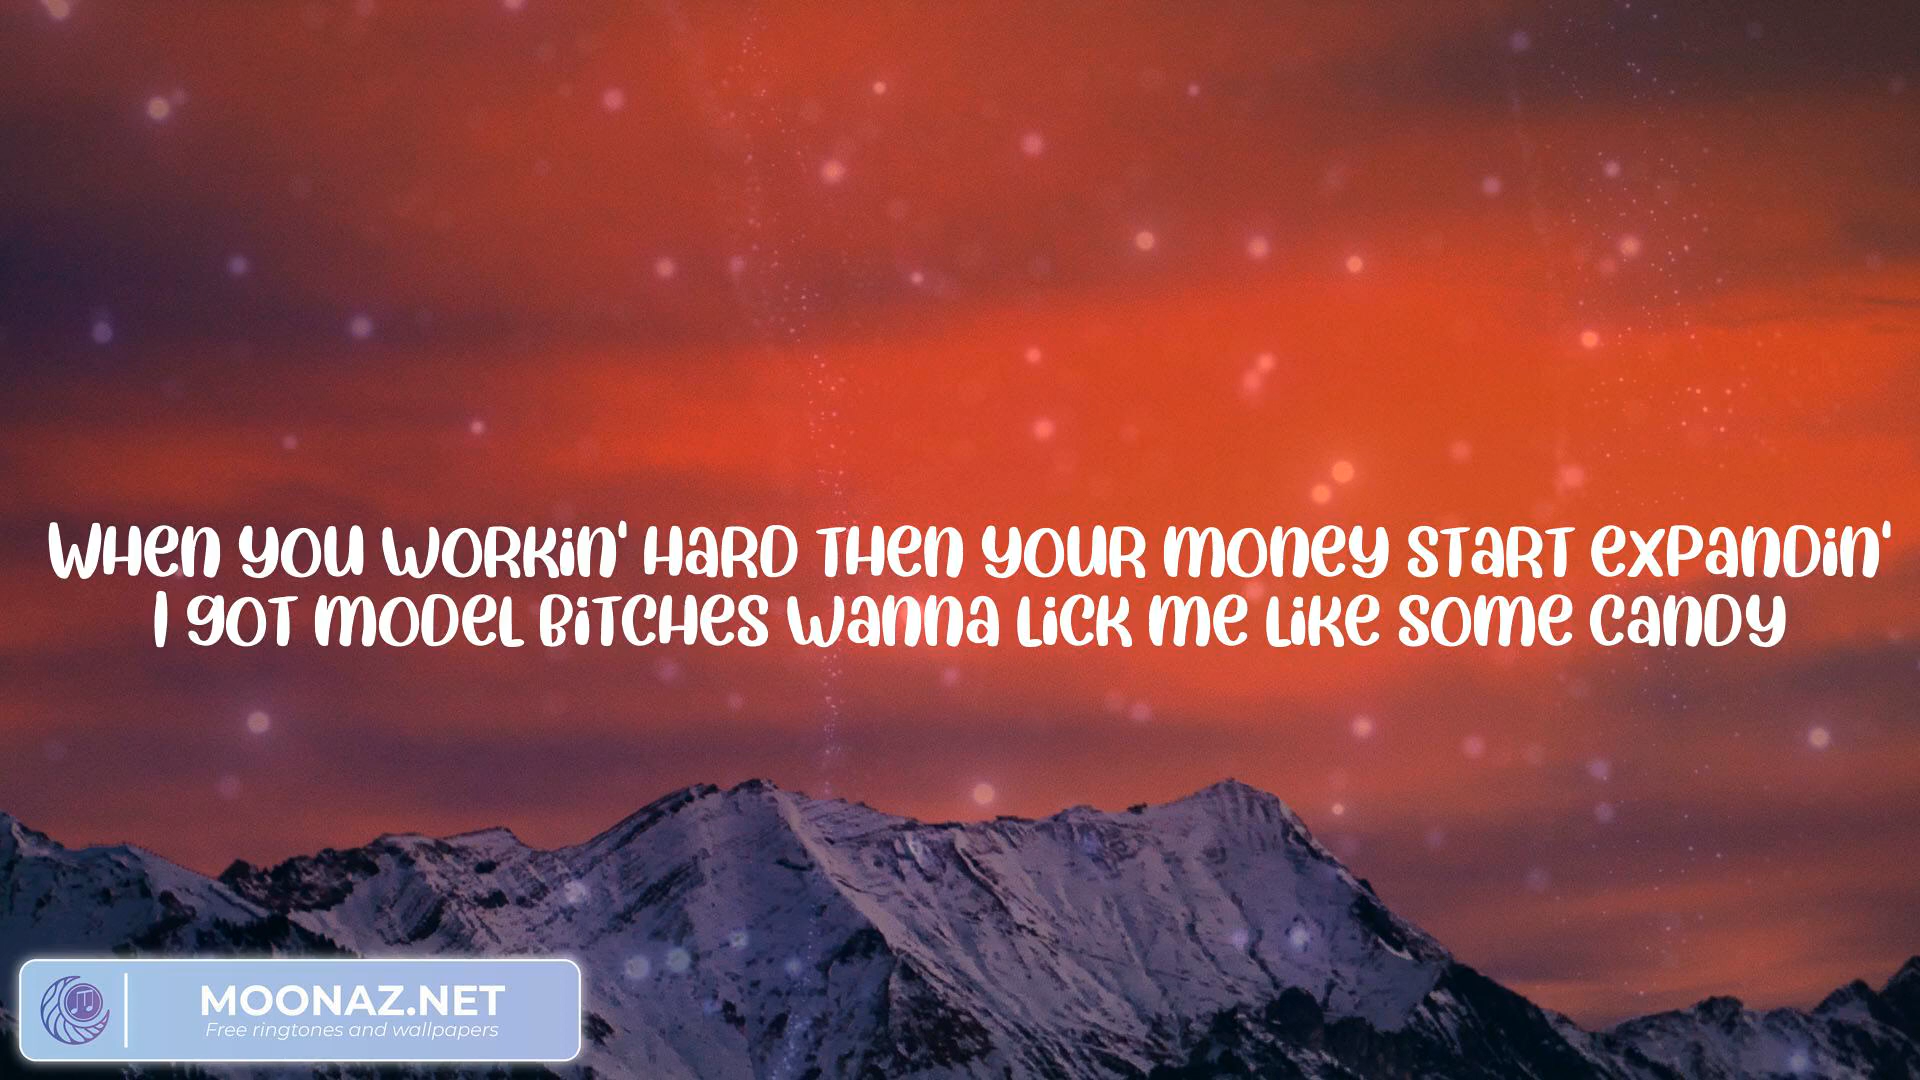 When you workin' hard then your money start expandin'
I got model bitches wanna lick me like some candy
MOONAZ.NET
Free ringtones and wallpapers